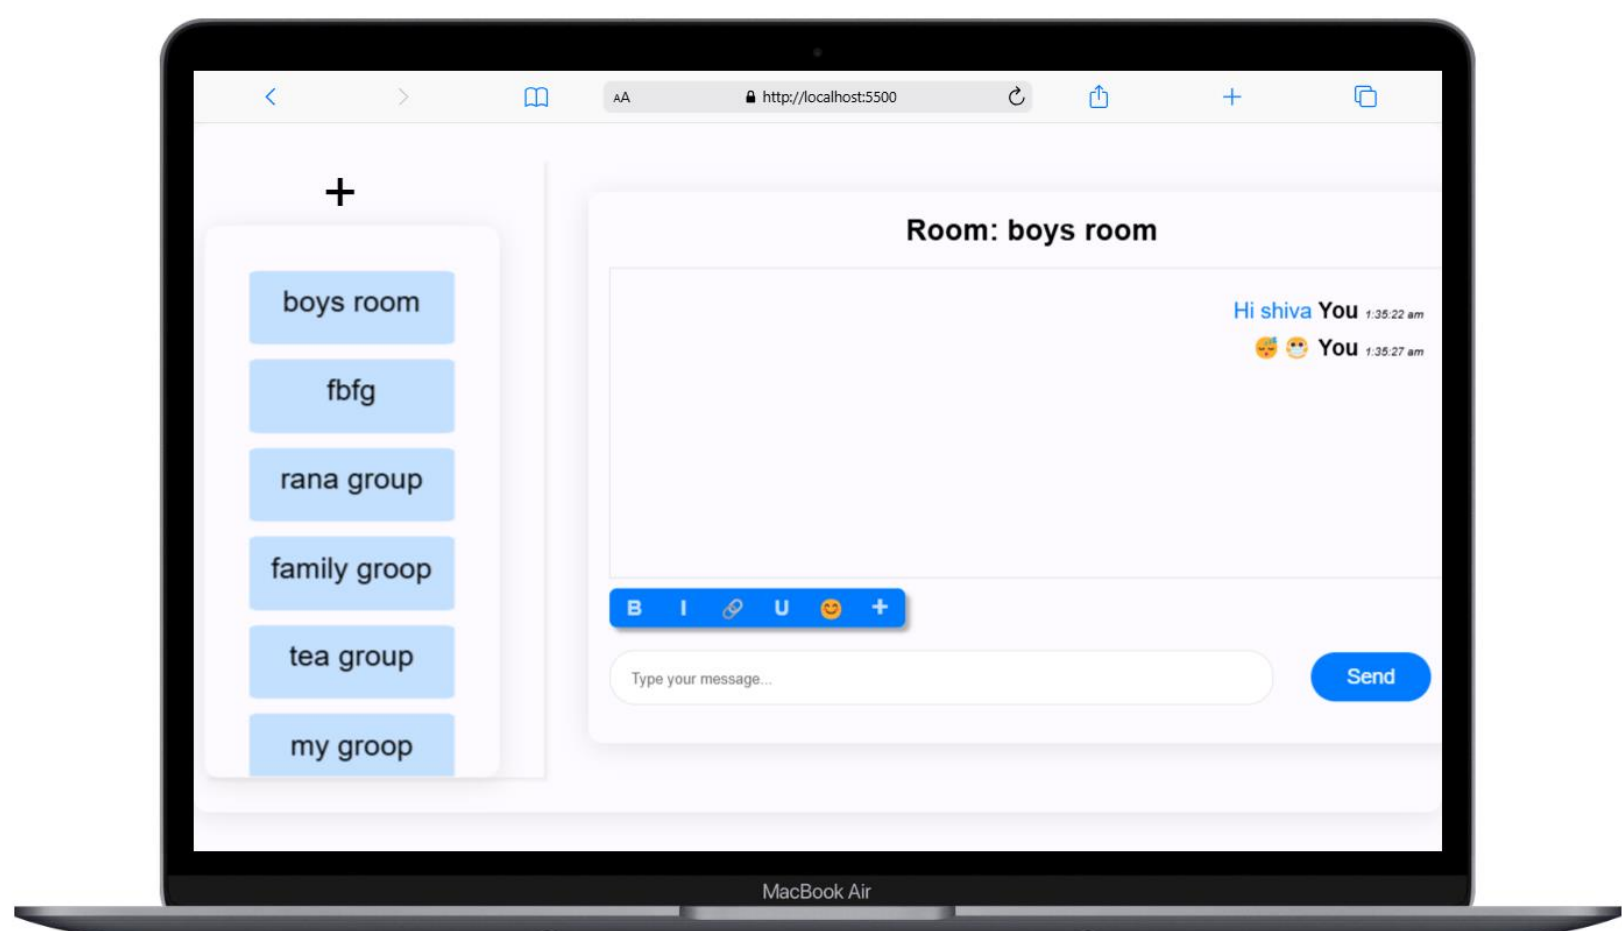 AA http://localhost:5500
+
boys room
fbfg
rana group
family groop
tea group
my groop
Room: boys room
Hi shiva You 1:35:22 am
😴 😷 You 1:35:27 am
B I 🔗 U 😊 +
Type your message...
Send
MacBook Air